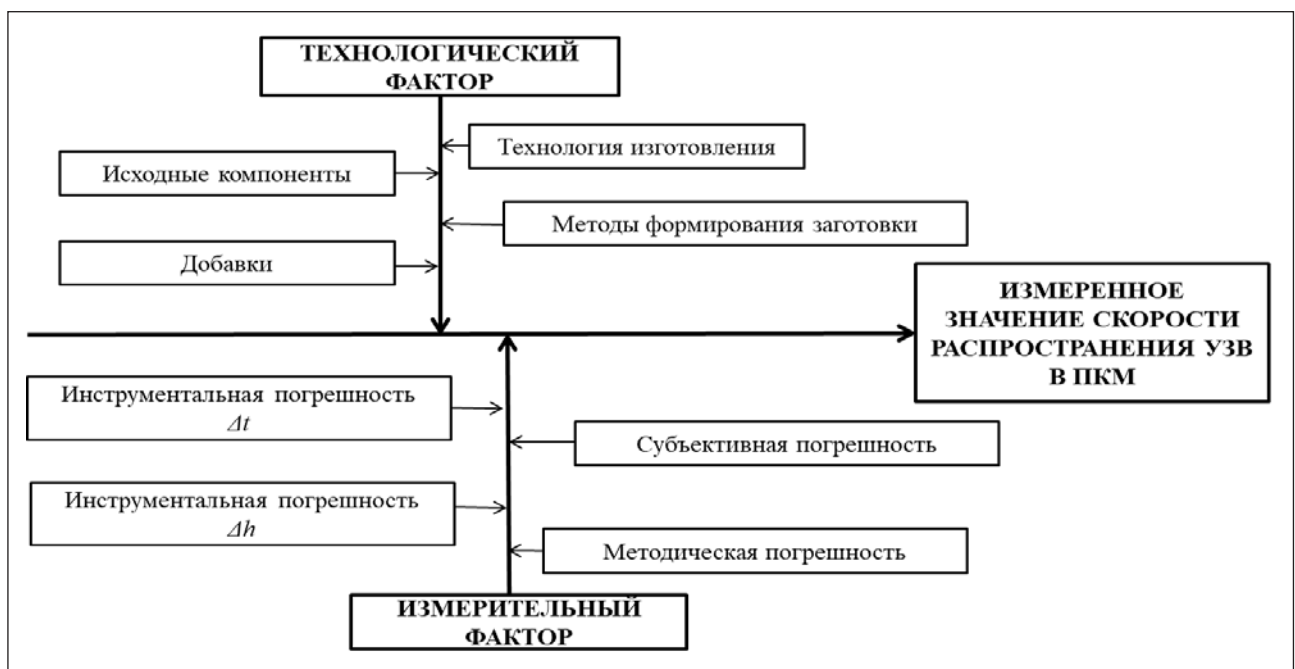 ТЕХНОЛОГИЧЕСКИЙ
ФАКТОР
Технология изготовления
Исходные компоненты
Методы формирования заготовки
Добавки
ИЗМЕРЕННОЕ
ЗНАЧЕНИЕ СКОРОСТИ
РАСПРОСТРАНЕНИЯ УЗВ
В ПКМ
Инструментальная погрешность
Δt
Субъективная погрешность
Инструментальная погрешность
Δh
Методическая погрешность
ИЗМЕРИТЕЛЬНЫЙ
ФАКТОР